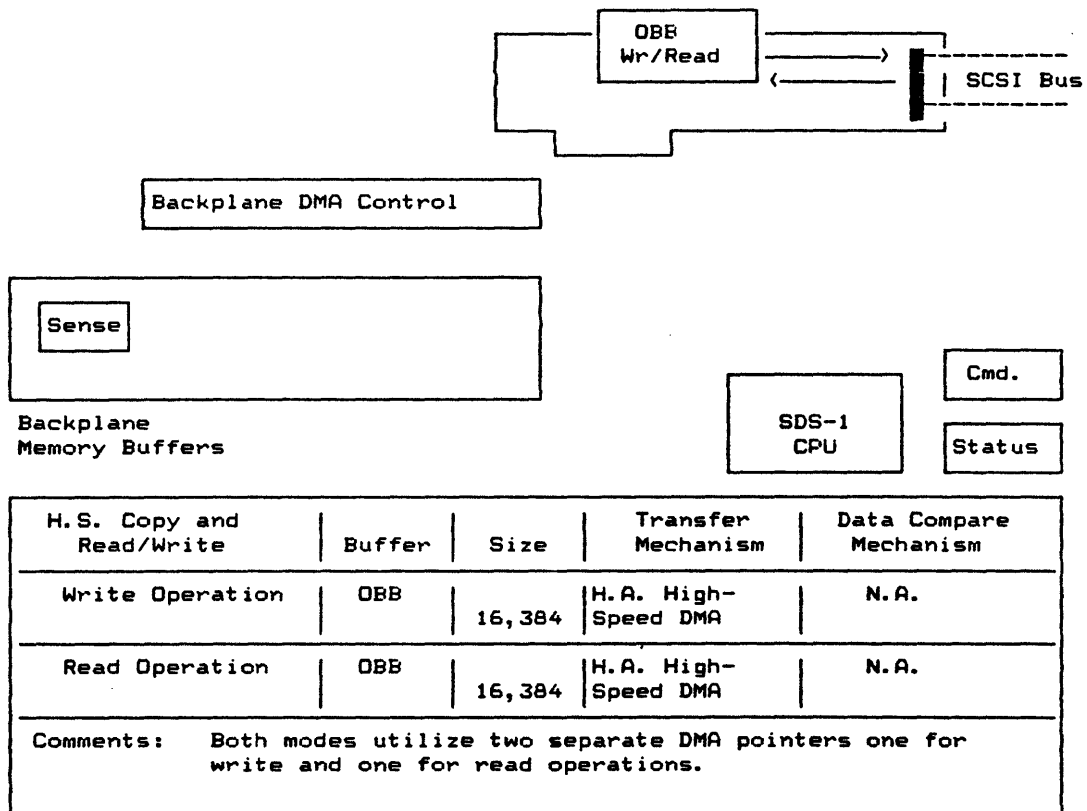 OBB
Wr/Read
SCSI Bus
Backplane DMA Control
Sense
Backplane
Memory Buffers
SDS-1
CPU
Cmd.
Status
H.S. Copy and Read/Write | Buffer | Size | Transfer Mechanism | Data Compare Mechanism
Write Operation | OBB | 16,384 | H.A. High-Speed DMA | N.A.
Read Operation | OBB | 16,384 | H.A. High-Speed DMA | N.A.
Comments: Both modes utilize two separate DMA pointers one for
write and one for read operations.